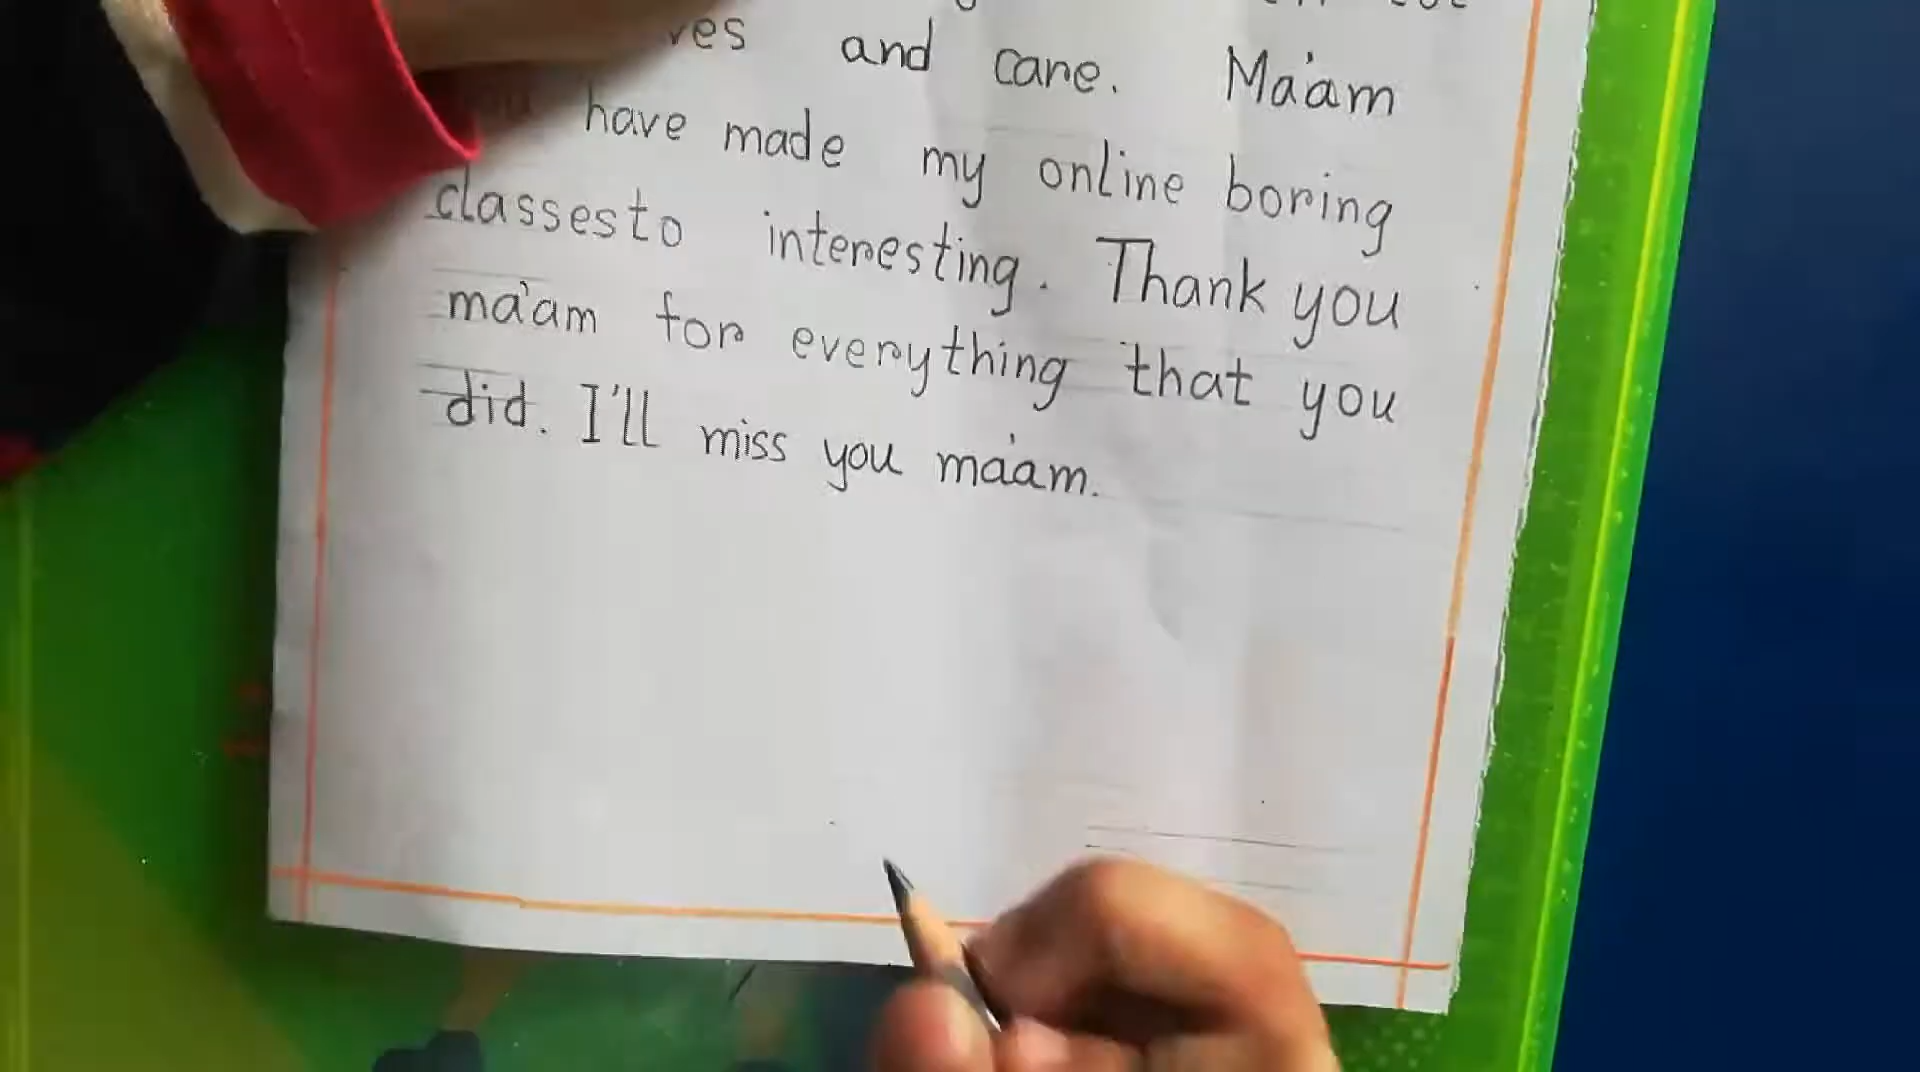 and care. Ma'am
have made my online boring
classesto interesting. Thank you
ma'am for everything that you
did. I'll miss you ma'am.